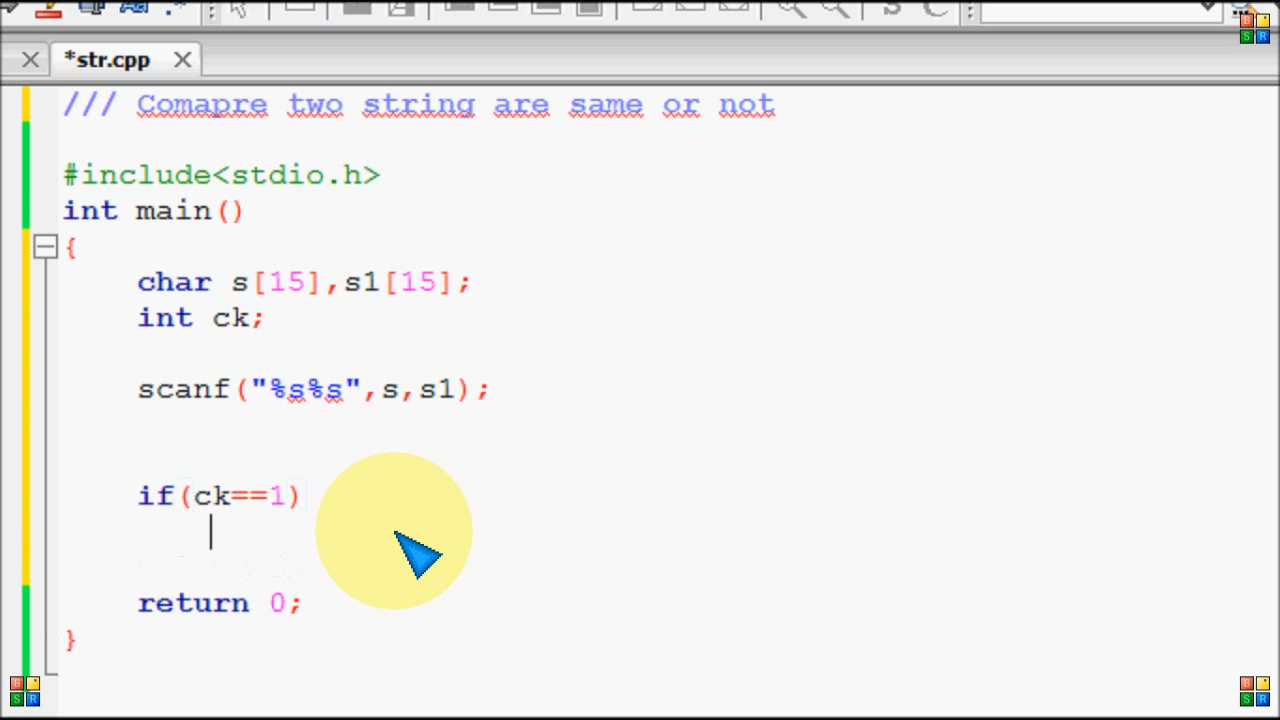 *str.cpp
/// Comapre two string are same or not
#include<stdio.h>
int main()
{
char s[15],s1[15];
int ck;
scanf("%s%s",s,s1);
if(ck==1)
return 0;
}